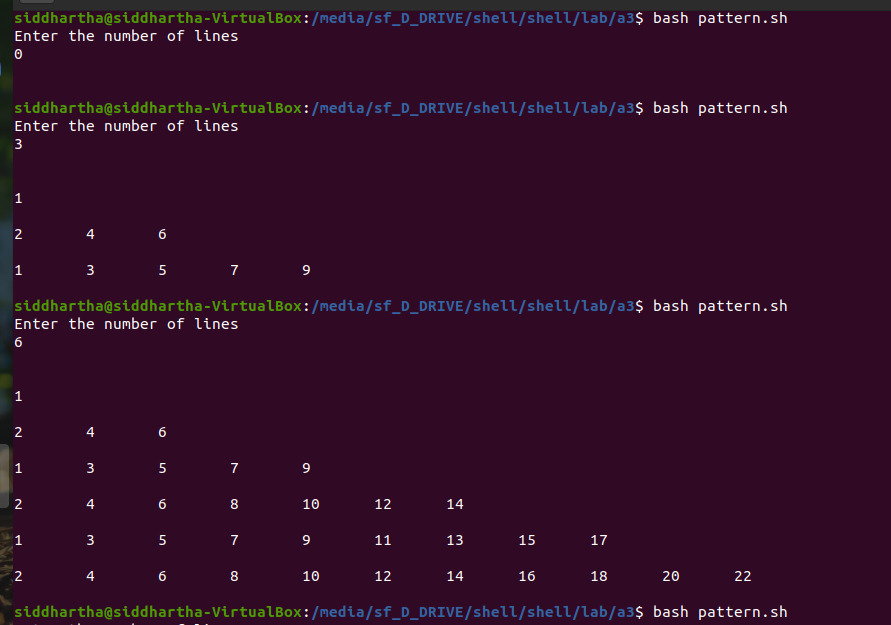 siddhartha@siddhartha-VirtualBox:/media/sf_D_DRIVE/shell/shell/lab/a3$ bash pattern.sh
Enter the number of lines
0
siddhartha@siddhartha-VirtualBox:/media/sf_D_DRIVE/shell/shell/lab/a3$ bash pattern.sh
Enter the number of lines
3
1
2 4 6
1 3 5 7 9
siddhartha@siddhartha-VirtualBox:/media/sf_D_DRIVE/shell/shell/lab/a3$ bash pattern.sh
Enter the number of lines
6
1
2 4 6
1 3 5 7 9
2 4 6 8 10 12 14
1 3 5 7 9 11 13 15 17
2 4 6 8 10 12 14 16 18 20 22
siddhartha@siddhartha-VirtualBox:/media/sf_D_DRIVE/shell/shell/lab/a3$ bash pattern.sh